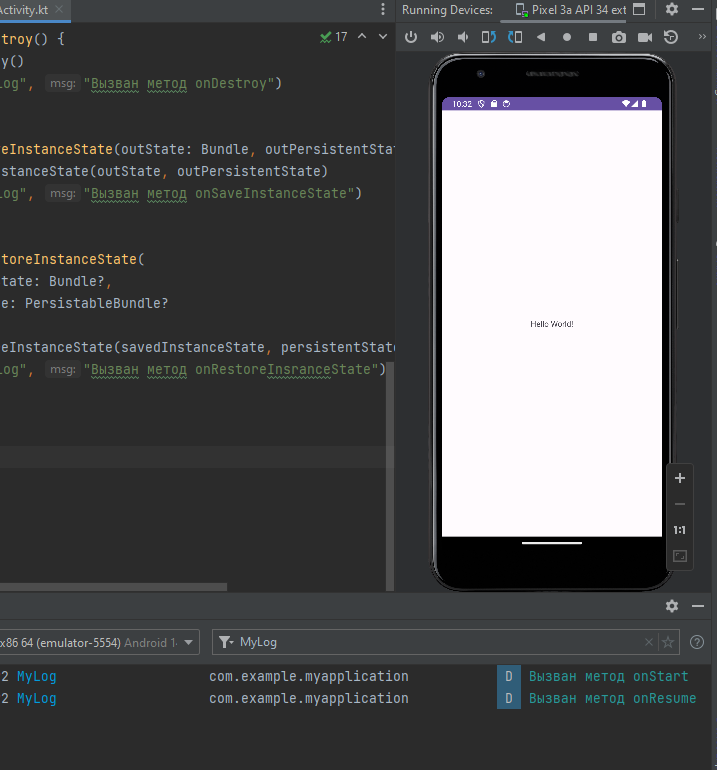 Activity.kt
Running Devices: Pixel 3a API 34 ext
troy() {
17
y()
log", msg: "Вызван метод onDestroy")
eInstanceState(outState: Bundle, outPersistentStat
stanceState(outState, outPersistentState)
log", msg: "Вызван метод onSaveInstanceState")
toreInstanceState(
tate: Bundle?,
e: PersistableBundle?
eInstanceState(savedInstanceState, persistentState
log", msg: "Вызван метод onRestoreInsranceState")
10:32
Hello World!
1:1
x86 64 (emulator-5554) Android 1
MyLog
2 MyLog com.example.myapplication D Вызван метод onStart
2 MyLog com.example.myapplication D Вызван метод onResume